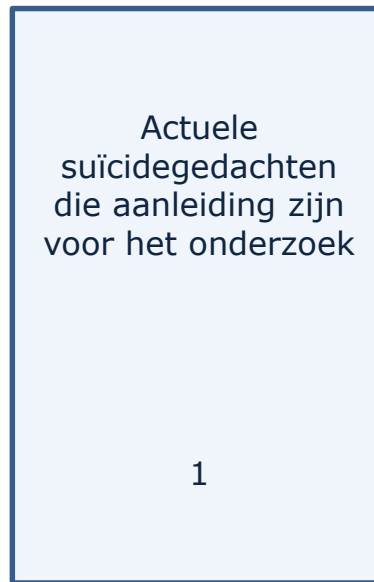 Actuele
suïcidegedachten
die aanleiding zijn
voor het onderzoek
1